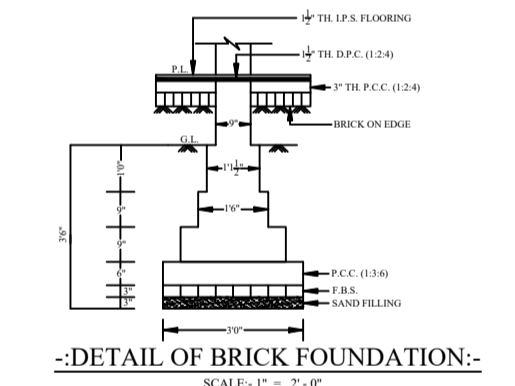 1½" TH. I.P.S. FLOORING
1½" TH. D.P.C. (1:2:4)
P.L.
3" TH. P.C.C. (1:2:4)
9"
BRICK ON EDGE
G.L.
1'0"
1'1½"
9"
1'6"
3'6"
9"
6"
P.C.C. (1:3:6)
3"
F.B.S.
3"
SAND FILLING
3'0"
-:DETAIL OF BRICK FOUNDATION:-
SCALE:- 1" = 2' - 0"